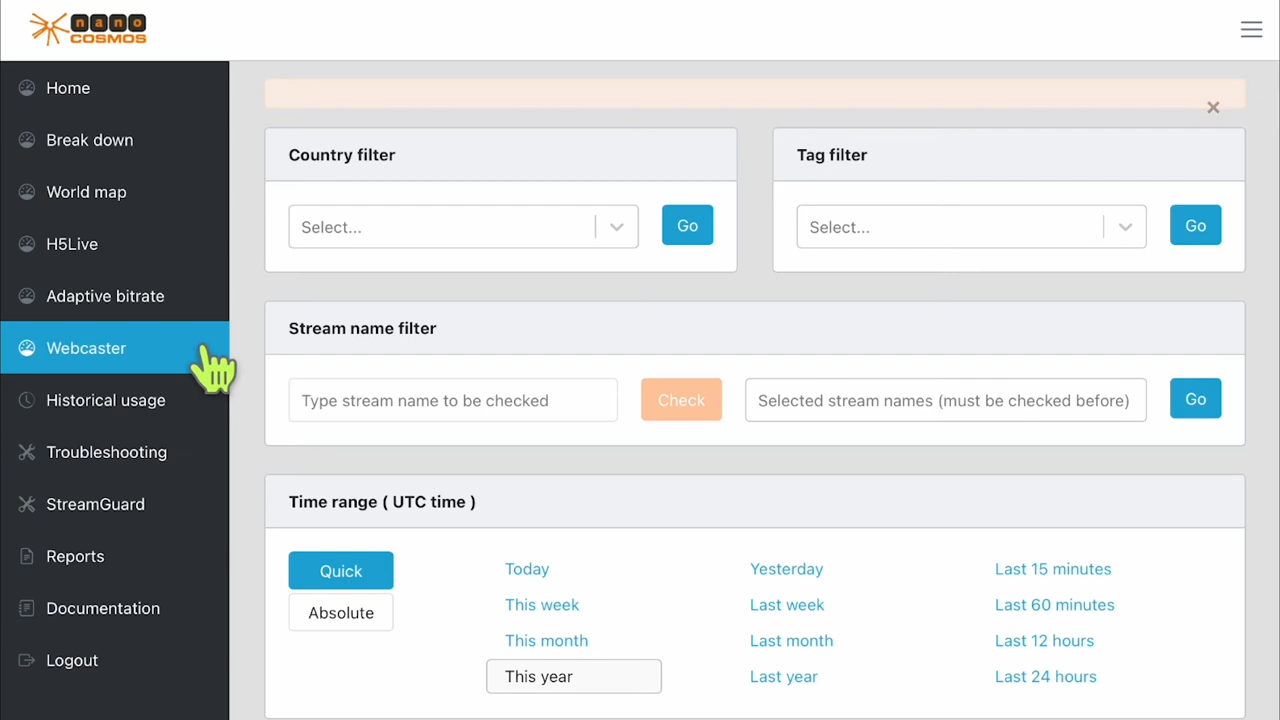 nano
COSMOS
Home
Break down
World map
H5Live
Adaptive bitrate
Webcaster
Historical usage
Troubleshooting
StreamGuard
Reports
Documentation
Logout
×
Country filter
Select...
Go
Tag filter
Select...
Go
Stream name filter
Type stream name to be checked
Check
Selected stream names (must be checked before)
Go
Time range ( UTC time )
Quick
Absolute
Today
Yesterday
Last 15 minutes
This week
Last week
Last 60 minutes
This month
Last month
Last 12 hours
This year
Last year
Last 24 hours